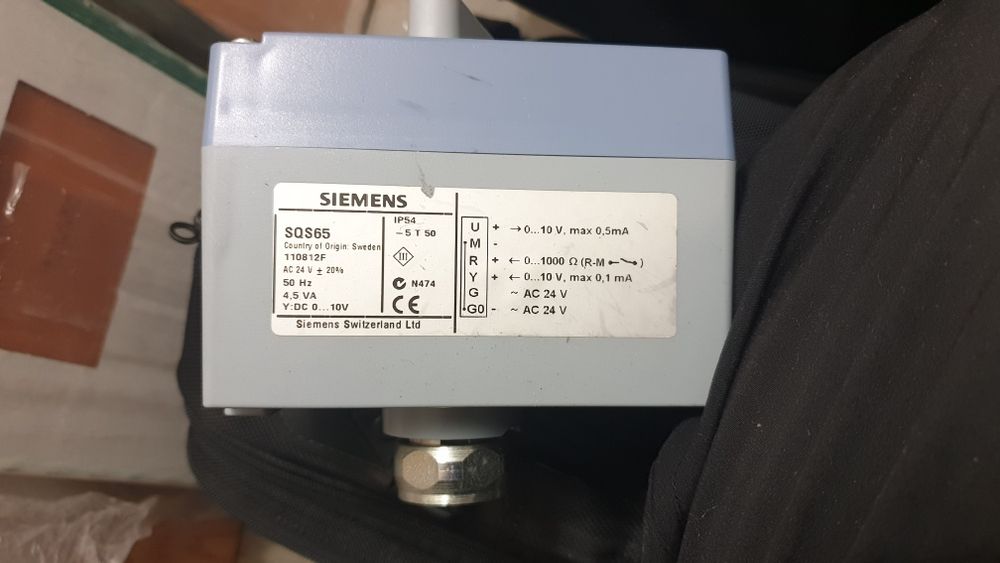 SIEMENS
SQS65
Country of Origin: Sweden
110812F
AC 24 V ± 20%
50 Hz
4,5 VA
Y:DC 0...10V
IP54
–5 T 50
III
N474
CE
Siemens Switzerland Ltd
U + → 0...10 V, max 0,5mA
M -
R + ← 0...1000 Ω (R-M)
Y + ← 0...10 V, max 0,1 mA
G ~ AC 24 V
G0 - ~ AC 24 V